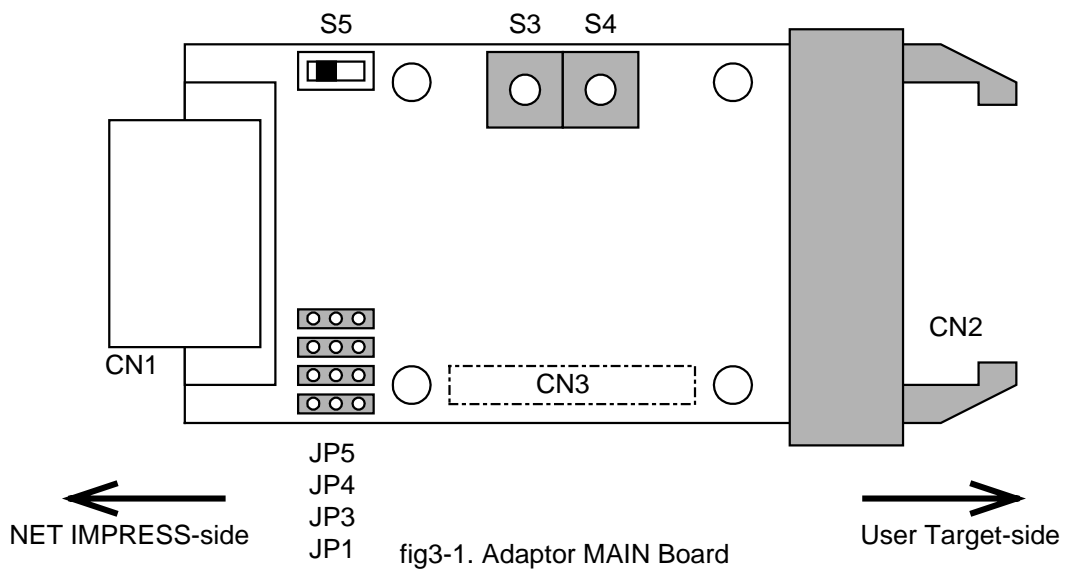 S5
S3
S4
CN2
CN1
CN3
JP5
JP4
JP3
JP1
NET IMPRESS-side
User Target-side
fig3-1. Adaptor MAIN Board